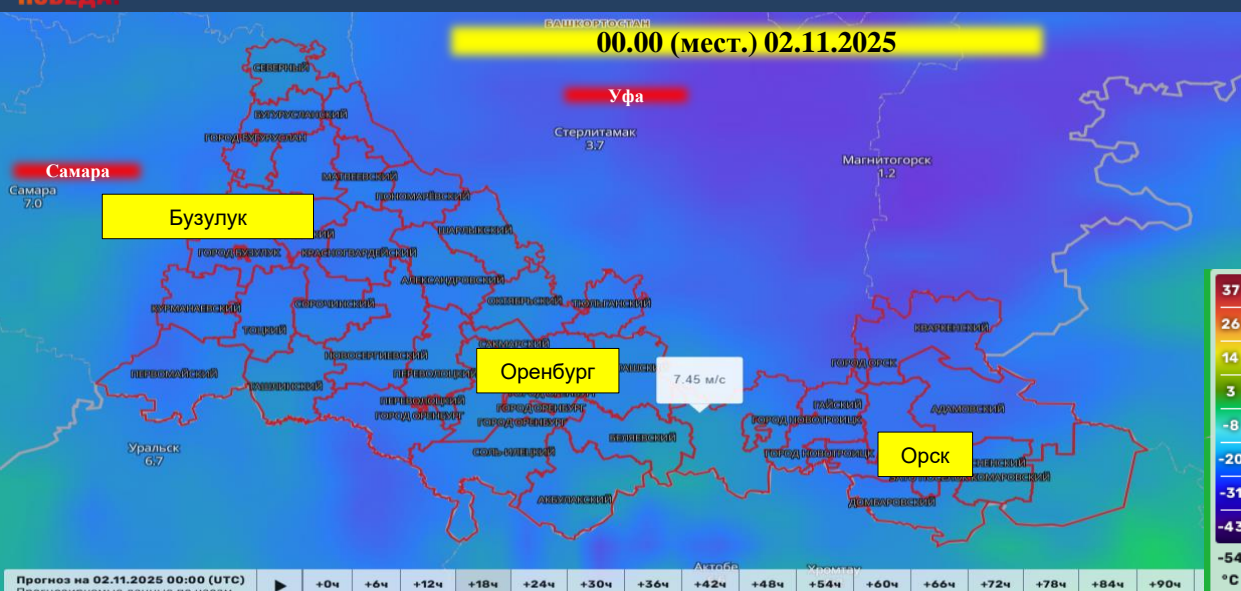 ПОБЕДА!
БАШКОРТОСТАН
00.00 (мест.) 02.11.2025
СЕВЕРНЫЙ
Уфа
БУГУРУСЛАНСКИЙ
Стерлитамак
3.7
ГОРОД БУГУРУСЛАН
Магнитогорск
1.2
Самара
Самара
7.0
МАТВЕЕВСКИЙ
ПОНОМАРЁВСКИЙ
Бузулук
ШАРЛЫКСКИЙ
ГОРОД БУЗУЛУК
КРАСНОГВАРДЕЙСКИЙ
АЛЕКСАНДРОВСКИЙ
КУРМАНАЕВСКИЙ
СОРОЧИНСКИЙ
ОКТЯБРЬСКИЙ
ТЮЛЬГАНСКИЙ
ТОЦКИЙ
КВАРКЕНСКИЙ
САКМАРСКИЙ
НОВОСЕРГИЕВСКИЙ
ГОРОД ОРСК
ПЕРВОМАЙСКИЙ
ТАШЛИНСКИЙ
ПЕРЕВОЛОЦКИЙ
Оренбург
7.45 м/с
ПЕРЕВОЛОЦКИЙ
ГОРОД ОРЕНБУРГ
ГОРОД ОРЕНБУРГ
ГОРОД ОРЕНБУРГ
ГАЙСКИЙ
АДАМОВСКИЙ
ГОРОД НОВОТРОИЦК
БЕЛЯЕВСКИЙ
Уральск
6.7
СОЛЬ-ИЛЕЦКИЙ
ГОРОД НОВОТРОИЦК
Орск
АКБУЛАКСКИЙ
ДОМБАРОВСКИЙ
37
26
14
3
-8
-20
-31
-43
-54
°C
Актобе
Хромтау
Прогноз на 02.11.2025 00:00 (UTC)
+0ч +6ч +12ч +18ч +24ч +30ч +36ч +42ч +48ч +54ч +60ч +66ч +72ч +78ч +84ч +90ч